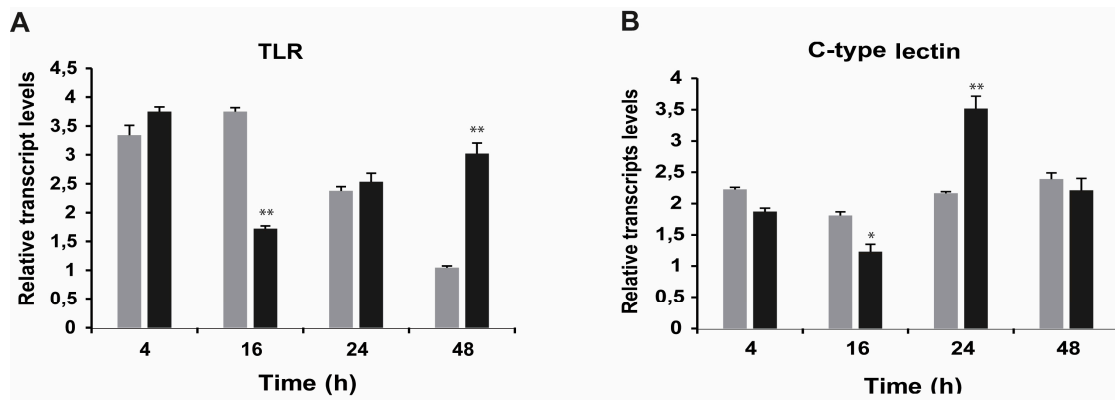 A
TLR
Relative transcript levels
4,5
4
3,5
3
2,5
2
1,5
1
0,5
0
**
**
4 16 24 48
Time (h)
B
C-type lectin
Relative transcripts levels
4
3,5
3
2,5
2
1,5
1
0,5
0
*
**
4 16 24 48
Time (h)